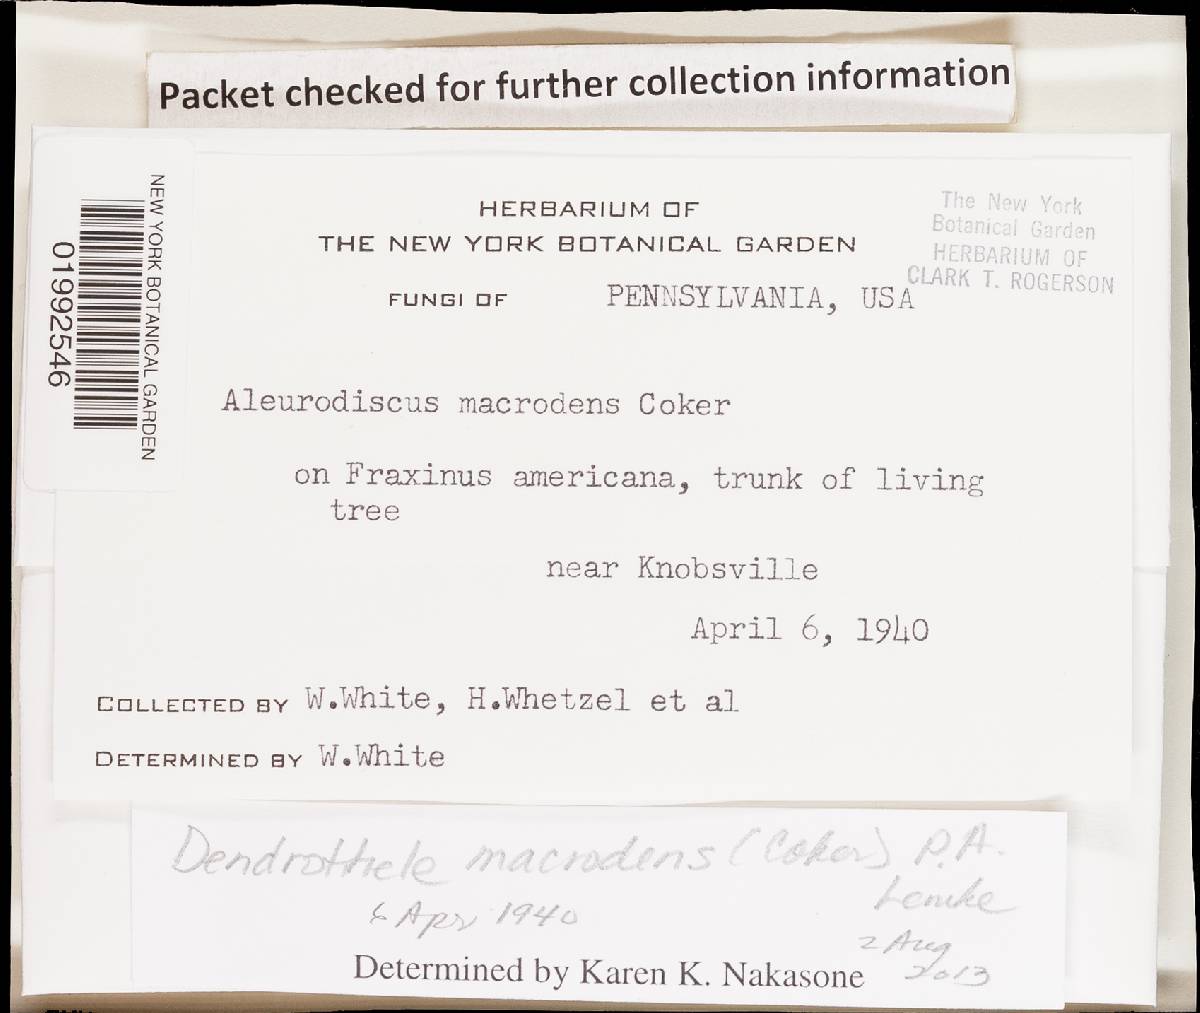 Packet checked for further collection information
NEW YORK BOTANICAL GARDEN
01992546
HERBARIUM OF
THE NEW YORK BOTANICAL GARDEN
The New York
Botanical Garden
HERBARIUM OF
CLARK T. ROGERSON
FUNGI OF PENNSYLVANIA, USA
Aleurodiscus macrodens Coker
on Fraxinus americana, trunk of living
tree
near Knobsville
April 6, 1940
COLLECTED BY W.White, H.Whetzel et al
DETERMINED BY W.White
Dendrothele macrodens (Coker) P.A.
Lemke
6 Apr 1940
2 Aug
2013
Determined by Karen K. Nakasone